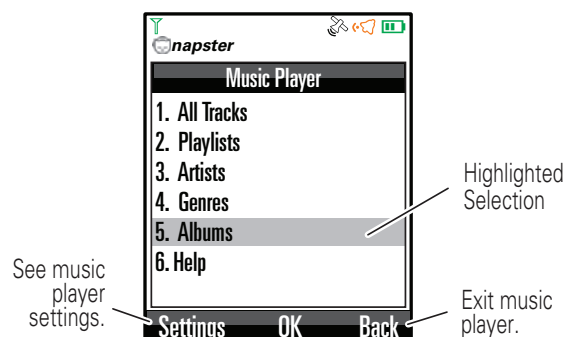 napster
Music Player
1. All Tracks
2. Playlists
3. Artists
4. Genres
5. Albums
6. Help
Settings OK Back
Highlighted
Selection
See music
player
settings.
Exit music
player.